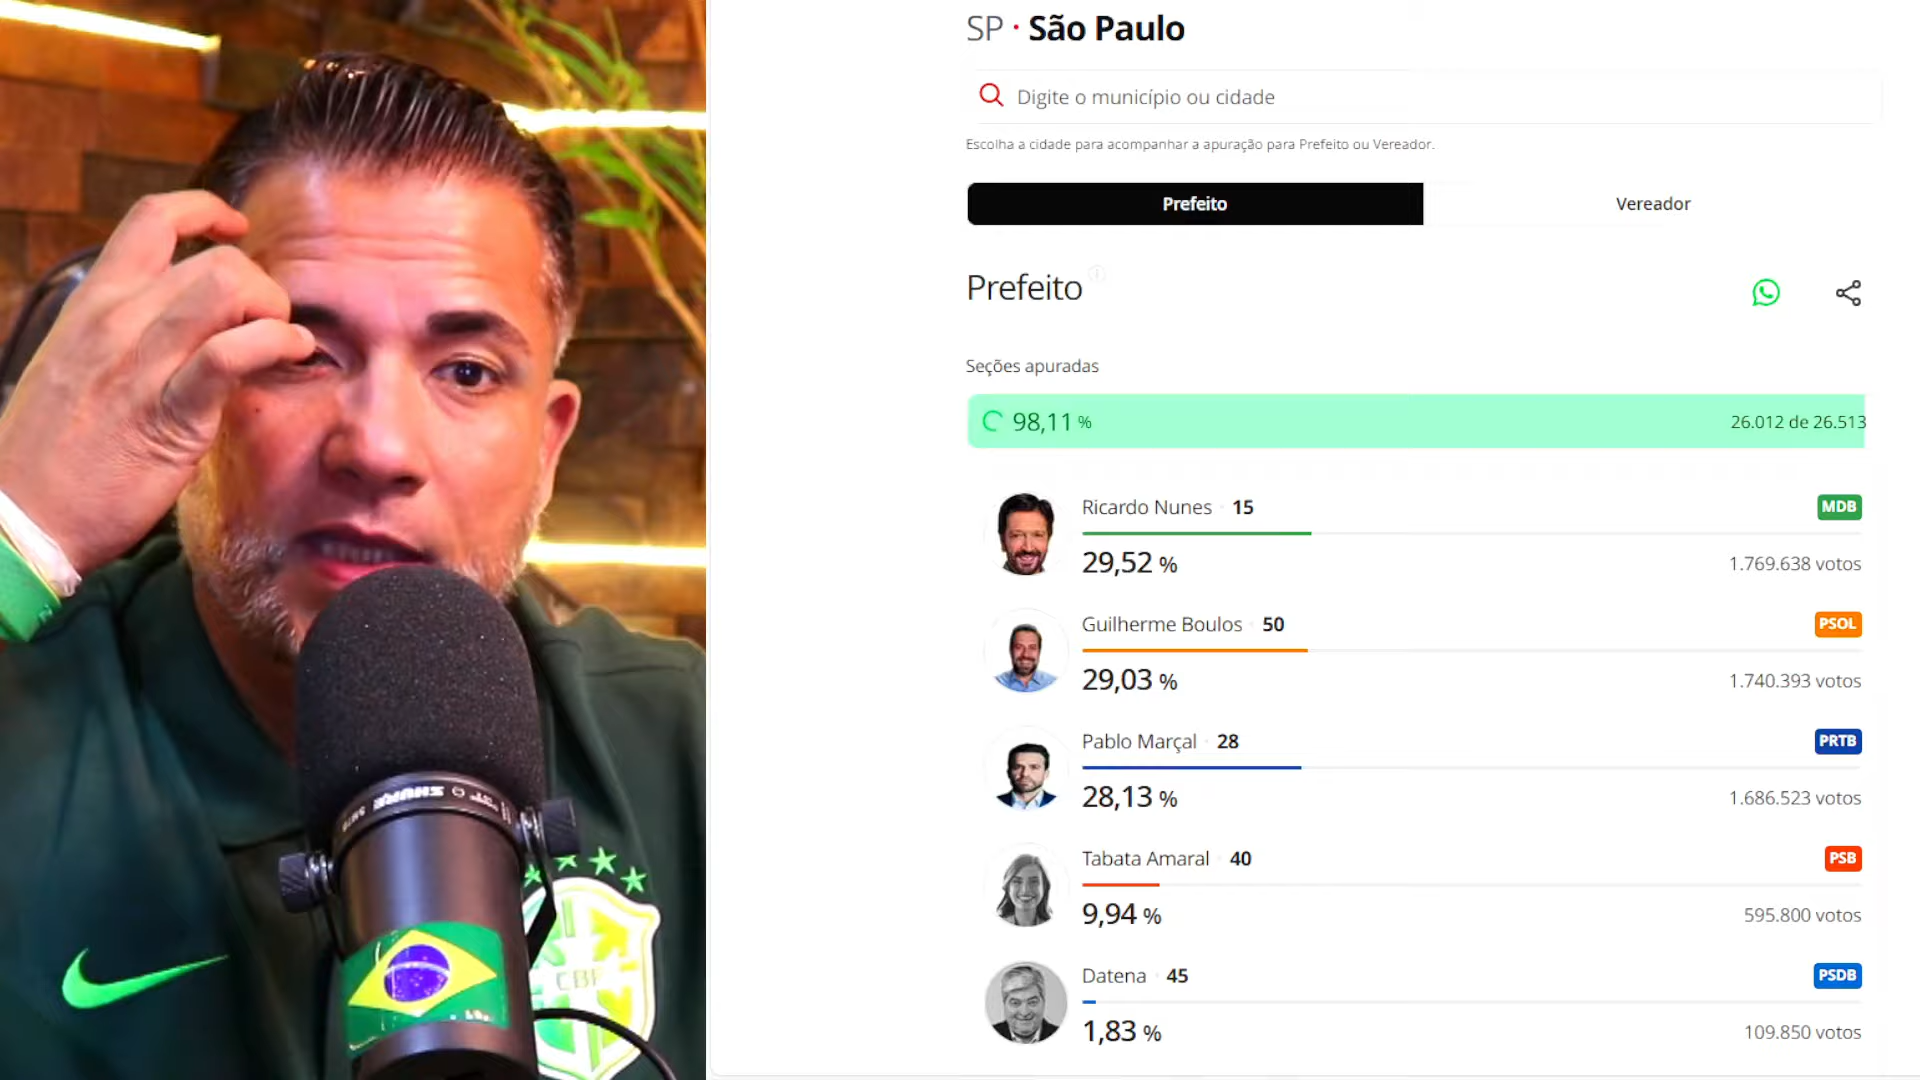 SP · São Paulo
Digite o município ou cidade
Escolha a cidade para acompanhar a apuração para Prefeito ou Vereador.
Prefeito
Vereador
Prefeito
Seções apuradas
98,11 %
26.012 de 26.513
Ricardo Nunes · 15
MDB
29,52 %
1.769.638 votos
Guilherme Boulos · 50
PSOL
29,03 %
1.740.393 votos
Pablo Marçal · 28
PRTB
28,13 %
1.686.523 votos
Tabata Amaral · 40
PSB
9,94 %
595.800 votos
Datena · 45
PSDB
1,83 %
109.850 votos
SHURE
CBF